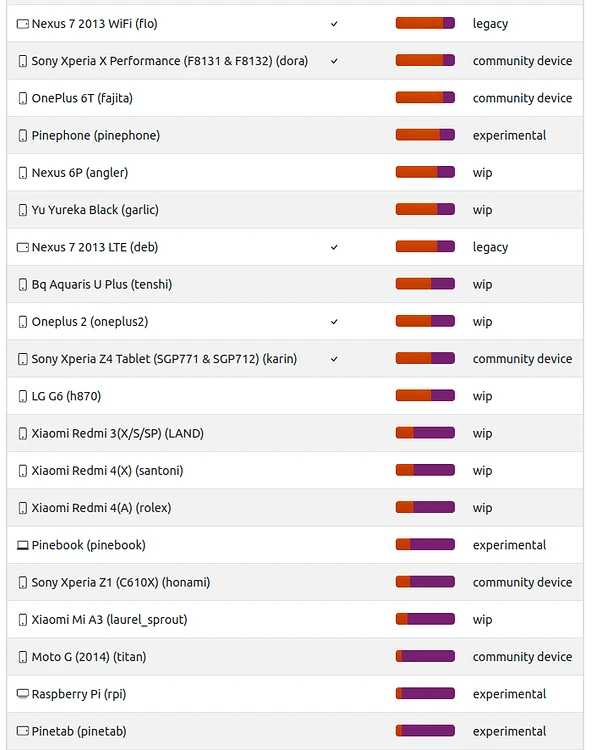 Nexus 7 2013 WiFi (flo) legacy
Sony Xperia X Performance (F8131 & F8132) (dora) community device
OnePlus 6T (fajita) community device
Pinephone (pinephone) experimental
Nexus 6P (angler) wip
Yu Yureka Black (garlic) wip
Nexus 7 2013 LTE (deb) legacy
Bq Aquaris U Plus (tenshi) wip
Oneplus 2 (oneplus2) wip
Sony Xperia Z4 Tablet (SGP771 & SGP712) (karin) community device
LG G6 (h870) wip
Xiaomi Redmi 3(X/S/SP) (LAND) wip
Xiaomi Redmi 4(X) (santoni) wip
Xiaomi Redmi 4(A) (rolex) wip
Pinebook (pinebook) experimental
Sony Xperia Z1 (C610X) (honami) community device
Xiaomi Mi A3 (laurel_sprout) wip
Moto G (2014) (titan) community device
Raspberry Pi (rpi) experimental
Pinetab (pinetab) experimental